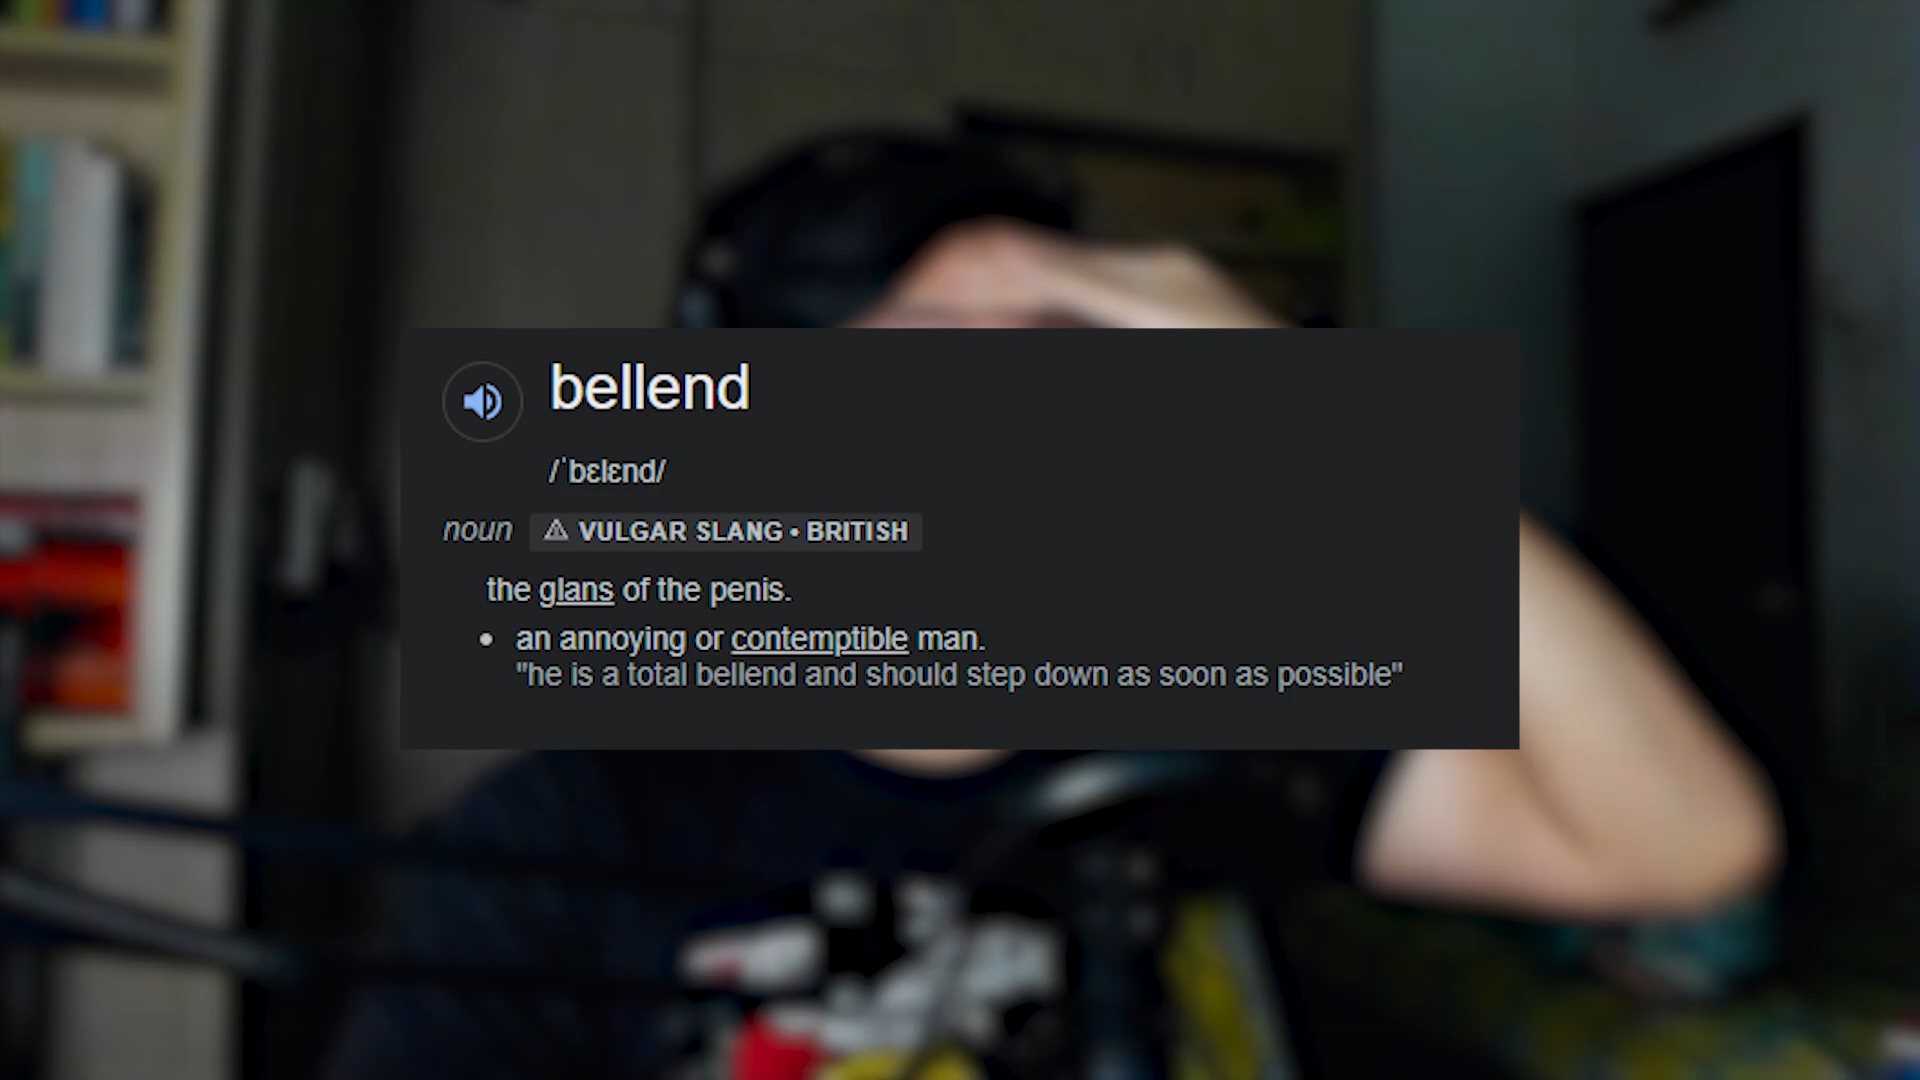 bellend
/ˈbɛlɛnd/
noun ⚠ VULGAR SLANG • BRITISH
the glans of the penis.
• an annoying or contemptible man.
"he is a total bellend and should step down as soon as possible"